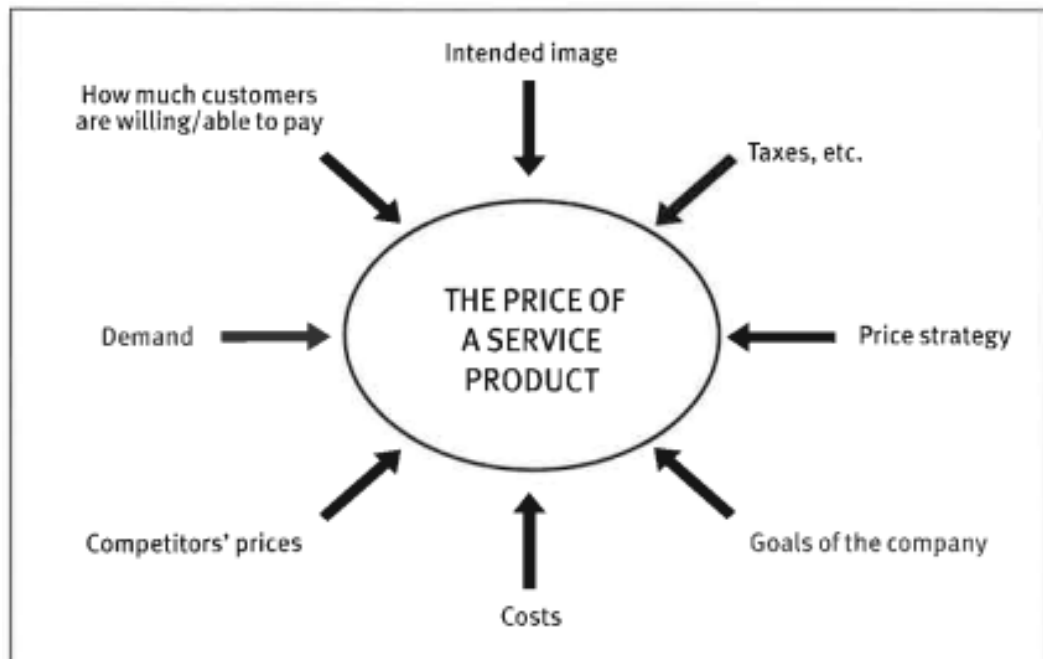 Intended image
How much customers
are willing/able to pay
Taxes, etc.
THE PRICE OF
A SERVICE
PRODUCT
Demand
Price strategy
Competitors' prices
Goals of the company
Costs